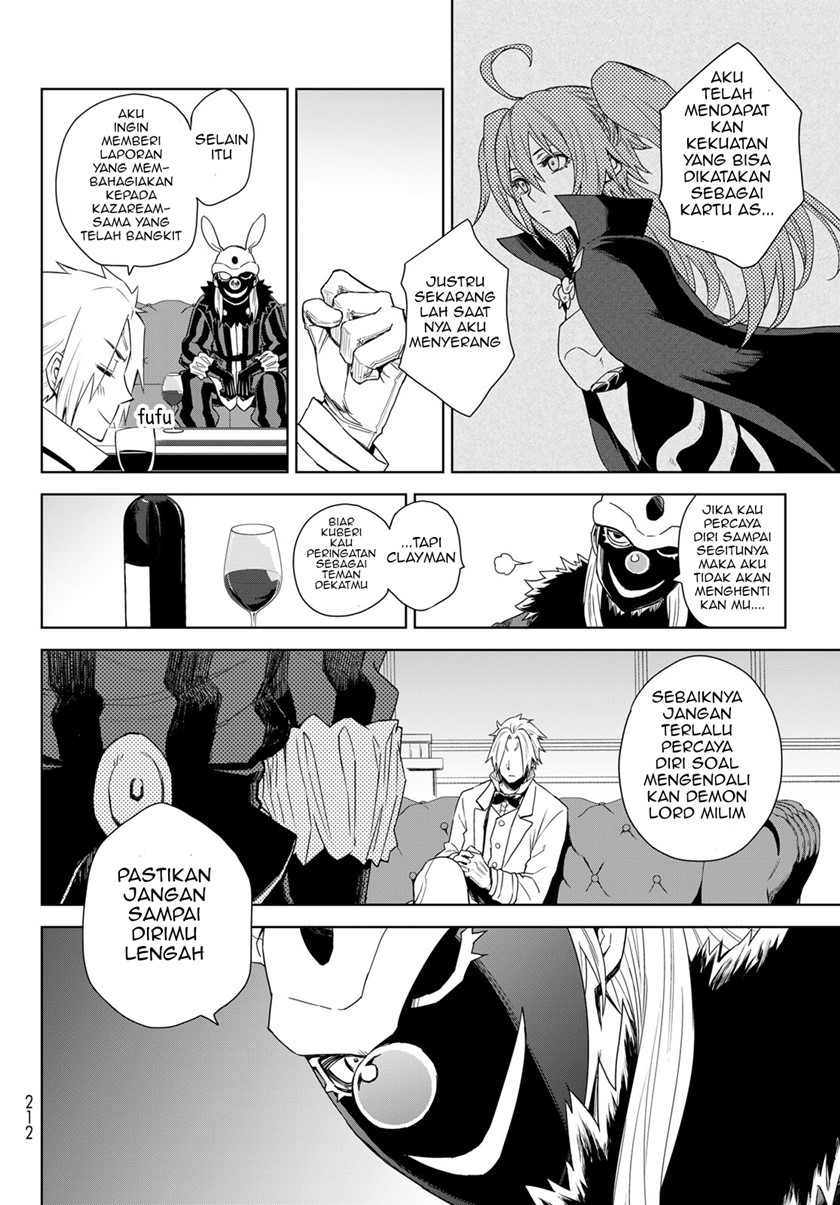 AKU
TELAH
MENDAPAT
KAN
KEKUATAN
YANG BISA
DIKATAKAN
SEBAGAI
KARTU AS...
JUSTRU
SEKARANG
LAH SAAT
NYA AKU
MENYERANG
SELAIN
ITU
AKU
INGIN
MEMBERI
LAPORAN
YANG MEM-
BAHAGIAKAN
KEPADA
KAZAREAM-
SAMA YANG
TELAH BANGKIT
fufu
JIKA KAU
PERCAYA
DIRI SAMPAI
SEGITUNYA
MAKA AKU
TIDAK AKAN
MENGHENTI
KAN MU....
...TAPI
CLAYMAN
BIAR
KUBERI
KAU
PERINGATAN
SEBAGAI
TEMAN
DEKATMU
SEBAIKNYA
JANGAN
TERLALU
PERCAYA
DIRI SOAL
MENGENDALI
KAN DEMON
LORD MILIM
PASTIKAN
JANGAN
SAMPAI
DIRIMU
LENGAH
212